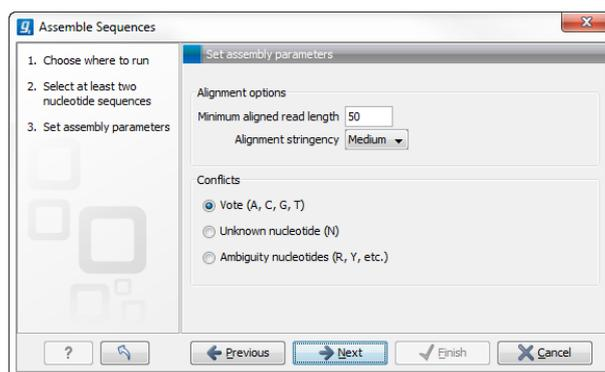 Assemble Sequences
1. Choose where to run
2. Select at least two
nucleotide sequences
3. Set assembly parameters
Set assembly parameters
Alignment options
Minimum aligned read length 50
Alignment stringency Medium
Conflicts
Vote (A, C, G, T)
Unknown nucleotide (N)
Ambiguity nucleotides (R, Y, etc.)
? Previous Next Finish Cancel